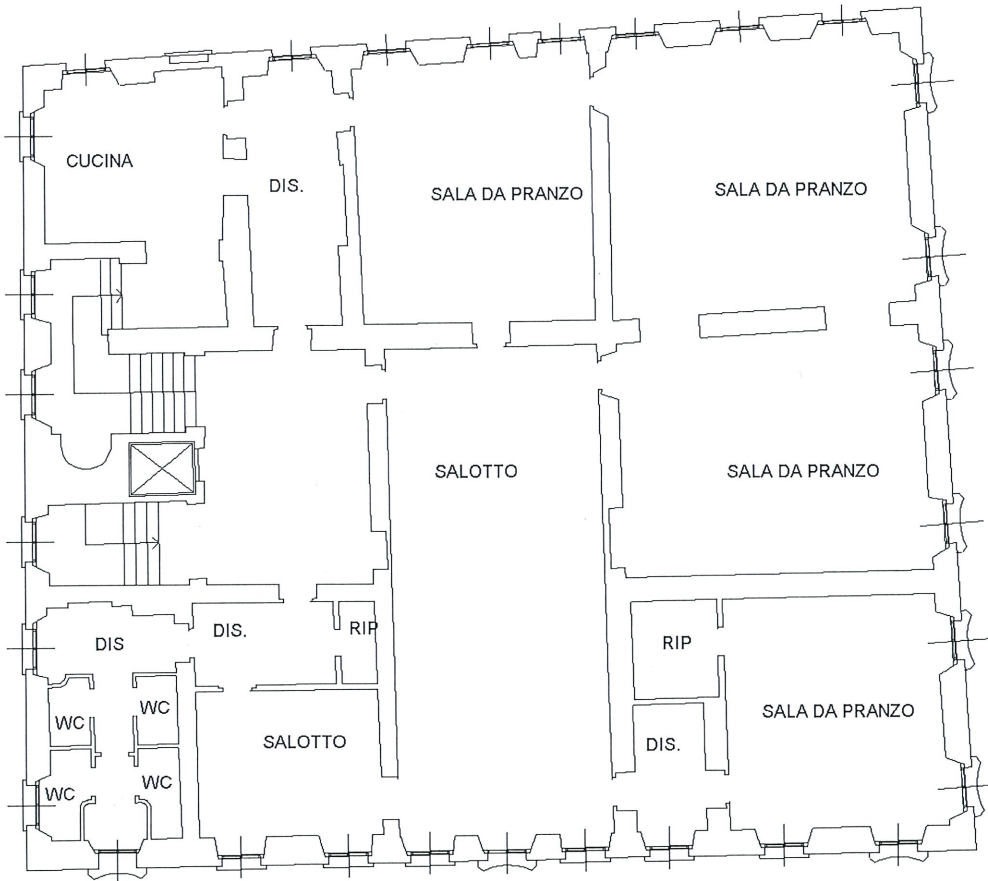 CUCINA
DIS.
SALA DA PRANZO
SALA DA PRANZO
SALOTTO
SALA DA PRANZO
DIS
DIS.
RIP
RIP
WC
WC
SALOTTO
DIS.
SALA DA PRANZO
WC
WC